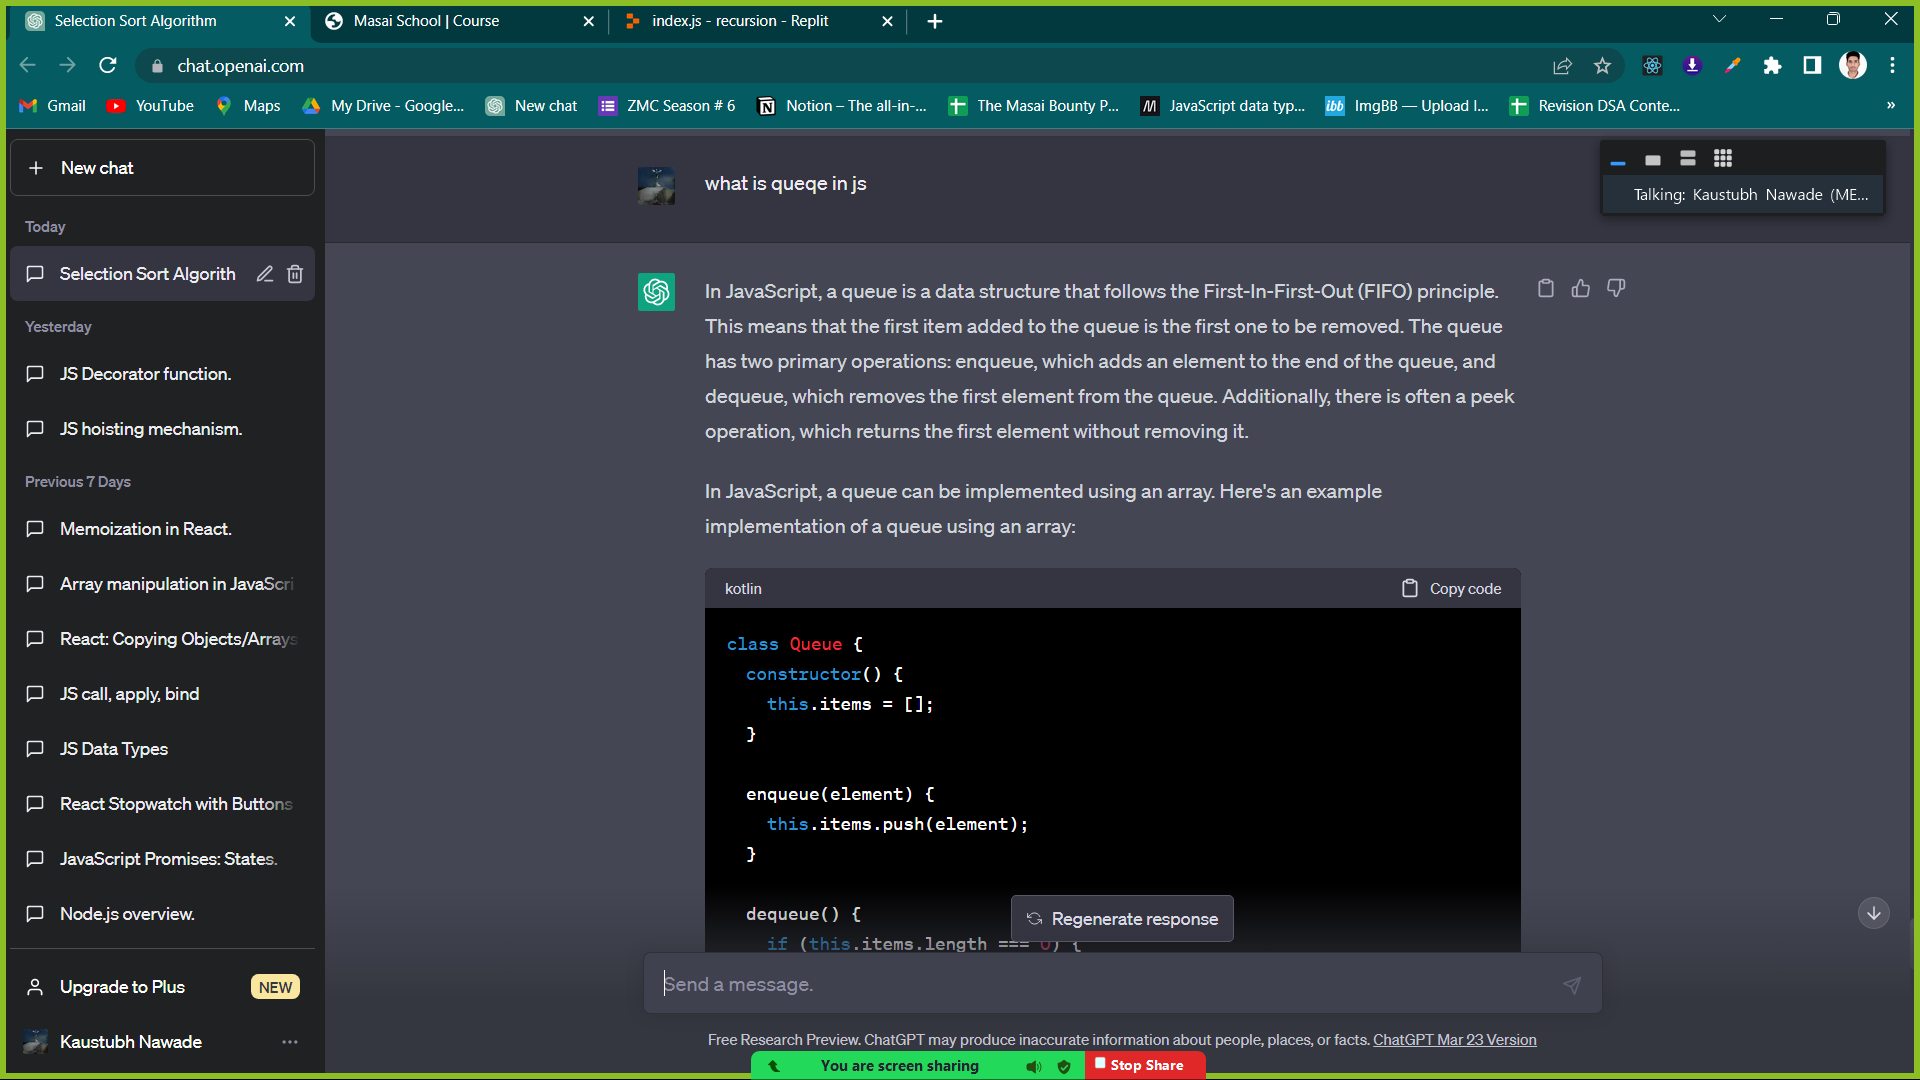 Selection Sort Algorithm
Masai School | Course
index.js - recursion - Replit
chat.openai.com
Gmail
YouTube
Maps
My Drive - Google...
New chat
ZMC Season # 6
Notion – The all-in-...
The Masai Bounty P...
JavaScript data typ...
ibb
ImgBB — Upload I...
Revision DSA Conte...
»
New chat
Today
Selection Sort Algorith
Yesterday
JS Decorator function.
JS hoisting mechanism.
Previous 7 Days
Memoization in React.
Array manipulation in JavaScri
React: Copying Objects/Arrays
JS call, apply, bind
JS Data Types
React Stopwatch with Buttons
JavaScript Promises: States.
Node.js overview.
Upgrade to Plus
NEW
Kaustubh Nawade
Talking: Kaustubh Nawade (ME...
what is queqe in js
In JavaScript, a queue is a data structure that follows the First-In-First-Out (FIFO) principle.
This means that the first item added to the queue is the first one to be removed. The queue
has two primary operations: enqueue, which adds an element to the end of the queue, and
dequeue, which removes the first element from the queue. Additionally, there is often a peek
operation, which returns the first element without removing it.
In JavaScript, a queue can be implemented using an array. Here's an example
implementation of a queue using an array:
kotlin
Copy code
class Queue {
constructor() {
this.items = [];
}
enqueue(element) {
this.items.push(element);
}
dequeue() {
if (this.items.length === 0) {
Regenerate response
Send a message.
Free Research Preview. ChatGPT may produce inaccurate information about people, places, or facts. ChatGPT Mar 23 Version
You are screen sharing
Stop Share